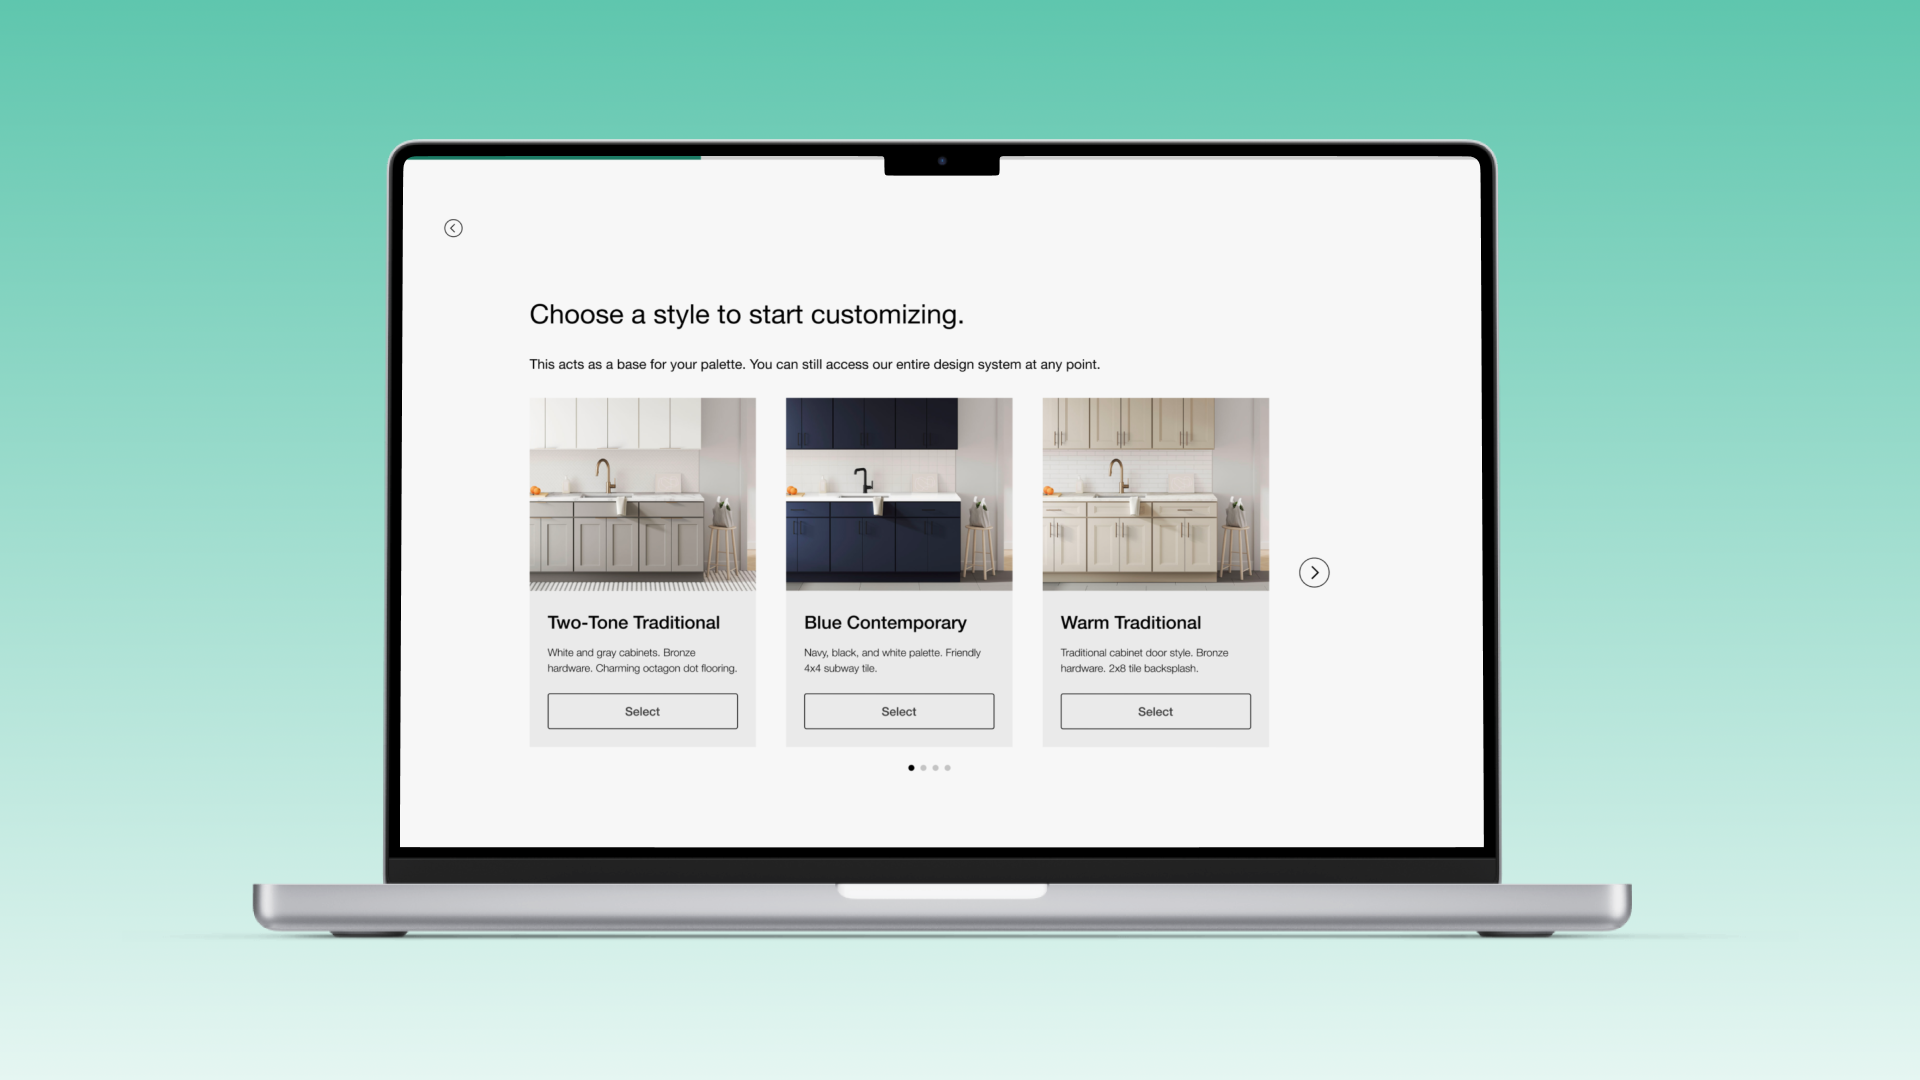 Choose a style to start customizing.
This acts as a base for your palette. You can still access our entire design system at any point.
Two-Tone Traditional
White and gray cabinets. Bronze
hardware. Charming octagon dot flooring.
Select
Blue Contemporary
Navy, black, and white palette. Friendly
4x4 subway tile.
Select
Warm Traditional
Traditional cabinet door style. Bronze
hardware. 2x8 tile backsplash.
Select